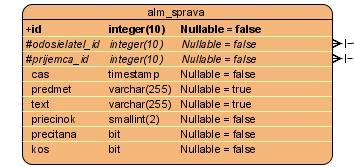 alm_sprava
+id integer(10) Nullable = false
#odosielatel_id integer(10) Nullable = false
#prijemca_id integer(10) Nullable = false
cas timestamp Nullable = false
predmet varchar(255) Nullable = true
text varchar(255) Nullable = true
priecinok smallint(2) Nullable = false
precitana bit Nullable = false
kos bit Nullable = false